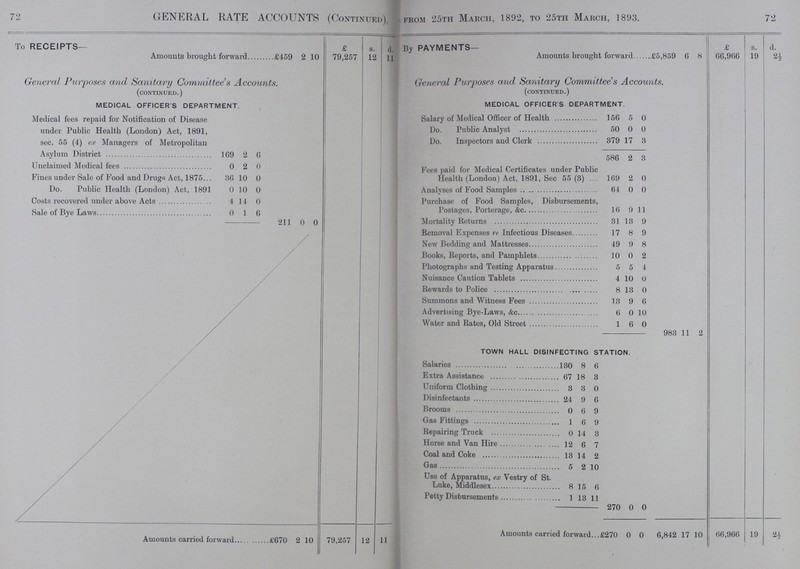 72 GENERAL RATE ACCOUNTS (Continued), from 25th March, 1892, to 25th March, 1893. 72
To RECEIPTS—
£ s. d.
Amounts brought forward.........£459 2 10 79,257 12 11
General Purposes and Sanitary Committee's Accounts.
(continued.)
MEDICAL OFFICER'S DEPARTMENT.
Medical fees repaid for Notification of Disease
under Public Health (London) Act, 1891,
sec. 55 (4) ex Managers of Metropolitan
Asylum District 169 2 6
Unclaimed Medical fees 0 2 0
Fines under Sale of Food and Drugs Act, 1875... 36 10 0
Do. Public Health (London) Act, 1891 0 10 0
Costs recovered under above Acts 4 14 0
Sale of Bye Laws 0 1 6
211 0 0
Amounts carried forward.............£670 2 10 79,257 12 11
By PAYMENTS—
£ s. d.
Amounts brought forward......£5,859 6 8 66,966 19 2½
General Purposes and Sanitary Committee's Accounts.
(continued.)
MEDICAL OFFICER'S DEPARTMENT.
Salary of Medical Officer of Health 156 5 0
Do. Public Analyst 50 0 0
Do. Inspectors and Clerk 379 17 3
586 2 3
Fees paid for Medical Certificates under Public
Health (London) Act, 1891, Sec 55 (3) ... 169 2 0
Analyses of Food Samples 64 0 0
Purchase of Food Samples, Disbursements,
Postages, Porterage, &c. 16 9 11
Mortality Returns 31 13 9
Removal Expenses re Infectious Diseases 17 8 9
New Bedding and Mattresses 49 9 8
Books, Reports, and Pamphlets 10 0 2
Photographs and Testing Apparatus 5 5 4
Nuisance Caution Tablets 4 10 0
Rewards to Police 8 13 0
Summons and Witness Fees 13 9 6
Advertising Bye-Laws, &c. 6 0 10
Water and Rates, Old Street 1 6 0
983 11 2
TOWN HALL DISINFECTING STATION.
Salaries 130 8 6
Extra Assistance 67 18 3
Uniform Clothing 3 3 0
Disinfectants 24 9 6
Brooms 0 6 9
Gas Fittings 1 6 9
Repairing Truck 0 14 3
Horse and Van Hire 12 6 7
Coal and Coke 13 14 2
Gas 5 2 10
Use of Apparatus, ex Vestry of St.
Luke, Middlesex 8 15 6
Petty Disbursements 1 13 11
270 0 0
Amounts carried forward...£270 0 0 6,842 17 10 66,966 19 2½